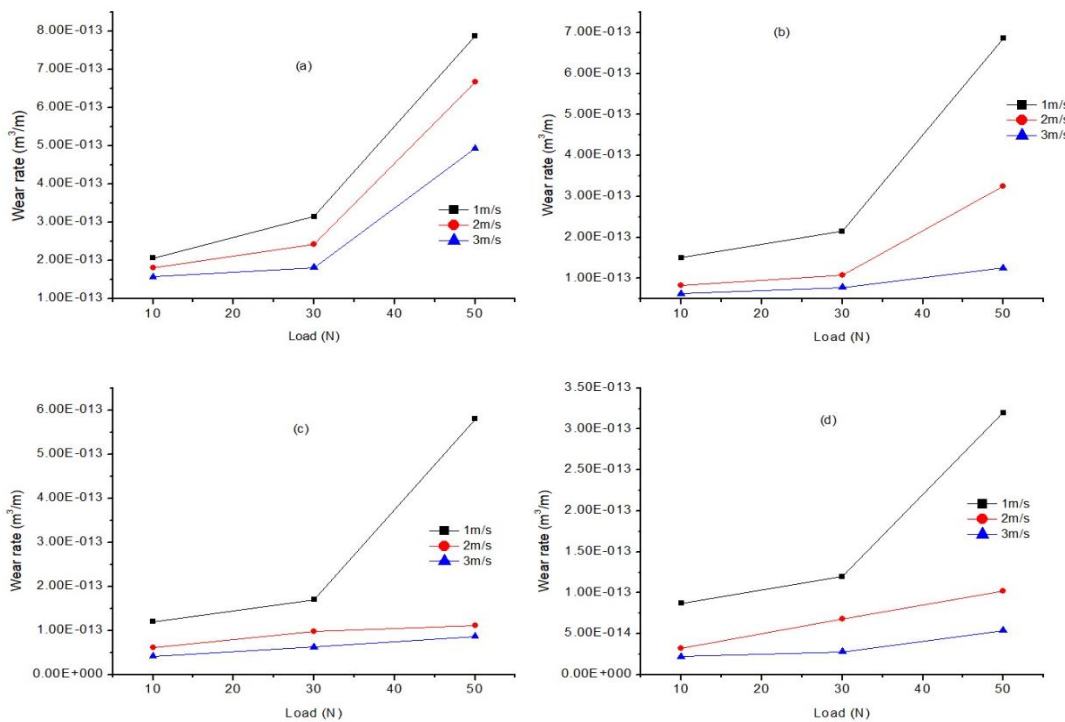 (a)
8.00E-013
7.00E-013
6.00E-013
5.00E-013
4.00E-013
3.00E-013
2.00E-013
1.00E-013
Wear rate (m³/m)
1m/s
2m/s
3m/s
10 20 30 40 50
Load (N)
(b)
7.00E-013
6.00E-013
5.00E-013
4.00E-013
3.00E-013
2.00E-013
1.00E-013
Wear rate (m³/m)
1m/s
2m/s
3m/s
10 20 30 40 50
Load (N)
(c)
6.00E-013
5.00E-013
4.00E-013
3.00E-013
2.00E-013
1.00E-013
0.00E+000
Wear rate (m³/m)
1m/s
2m/s
3m/s
10 20 30 40 50
Load (N)
(d)
3.50E-013
3.00E-013
2.50E-013
2.00E-013
1.50E-013
1.00E-013
5.00E-014
0.00E+000
Wear rate (m³/m)
1m/s
2m/s
3m/s
10 20 30 40 50
Load (N)